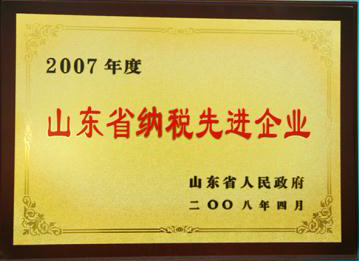 2007年度
山东省纳税先进企业
山东省人民政府
二〇〇八年四月